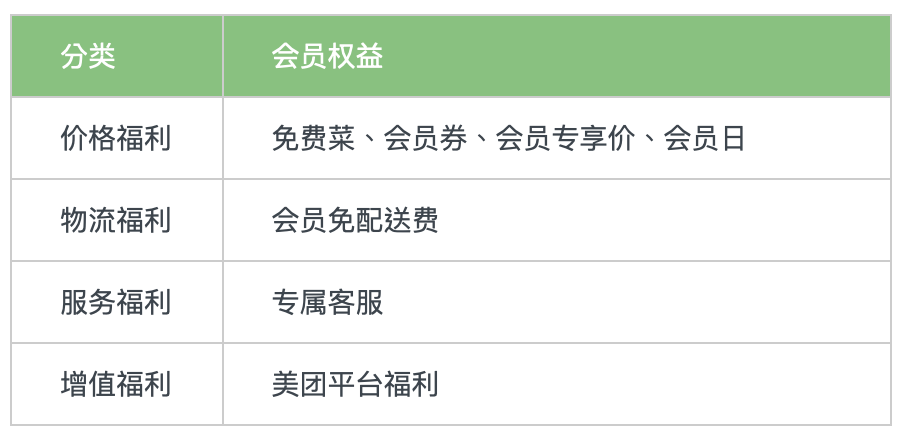 分类 会员权益
价格福利 免费菜、会员券、会员专享价、会员日
物流福利 会员免配送费
服务福利 专属客服
增值福利 美团平台福利